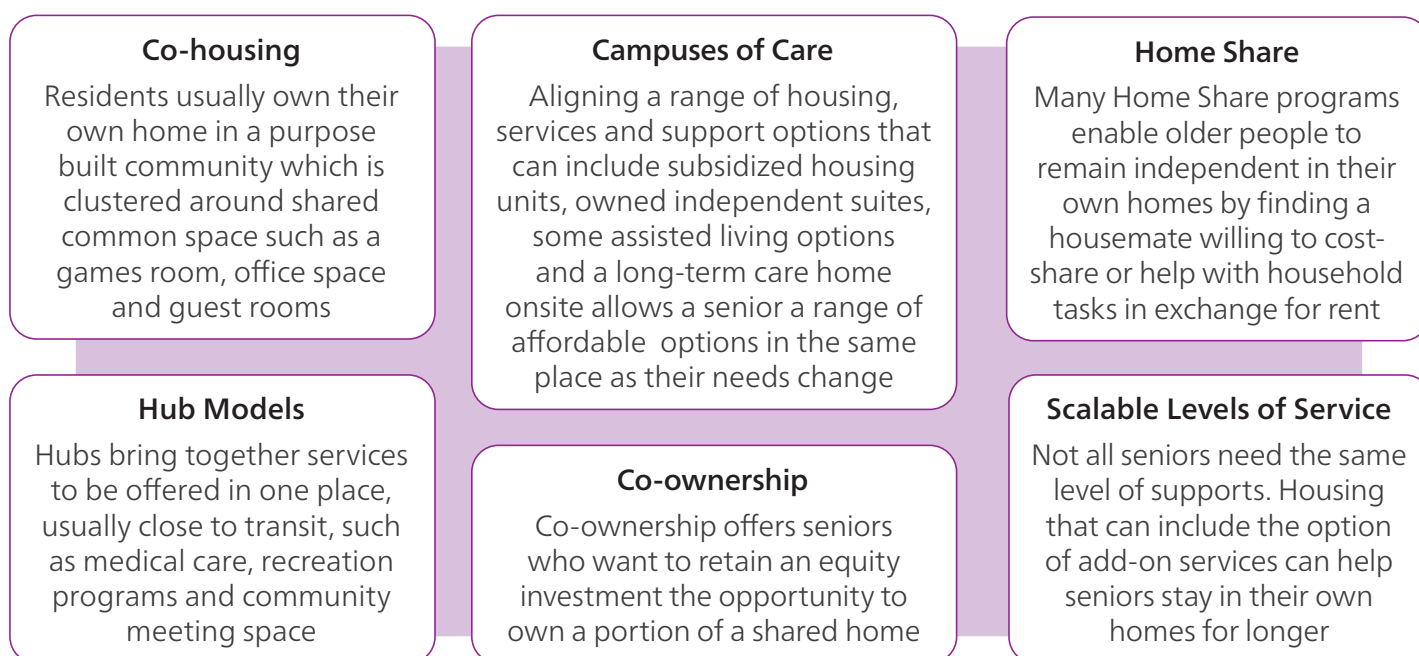 Co-housing
Residents usually own their
own home in a purpose
built community which is
clustered around shared
common space such as a
games room, office space
and guest rooms
Campuses of Care
Aligning a range of housing,
services and support options that
can include subsidized housing
units, owned independent suites,
some assisted living options
and a long-term care home
onsite allows a senior a range of
affordable options in the same
place as their needs change
Home Share
Many Home Share programs
enable older people to
remain independent in their
own homes by finding a
housemate willing to cost-
share or help with household
tasks in exchange for rent
Hub Models
Hubs bring together services
to be offered in one place,
usually close to transit, such
as medical care, recreation
programs and community
meeting space
Co-ownership
Co-ownership offers seniors
who want to retain an equity
investment the opportunity to
own a portion of a shared home
Scalable Levels of Service
Not all seniors need the same
level of supports. Housing
that can include the option
of add-on services can help
seniors stay in their own
homes for longer